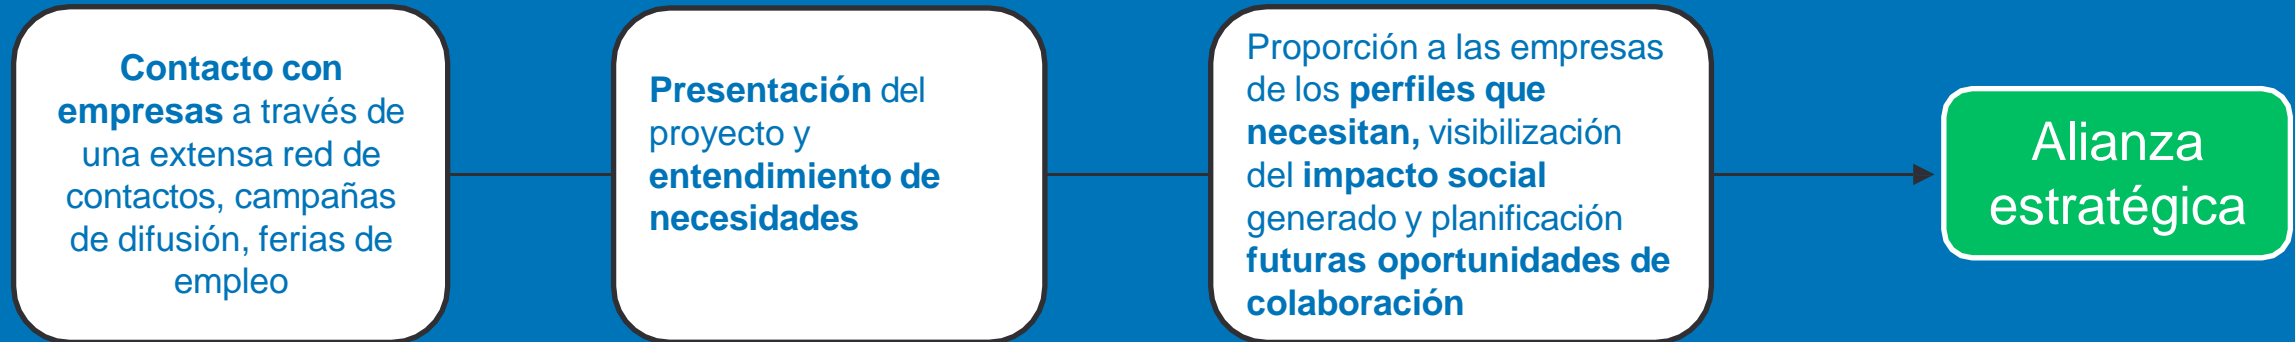 Contacto con
empresas a través de
una extensa red de
contactos, campañas
de difusión, ferias de
empleo
Presentación del
proyecto y
entendimiento de
necesidades
Proporción a las empresas
de los perfiles que
necesitan, visibilización
del impacto social
generado y planificación
futuras oportunidades de
colaboración
Alianza
estratégica